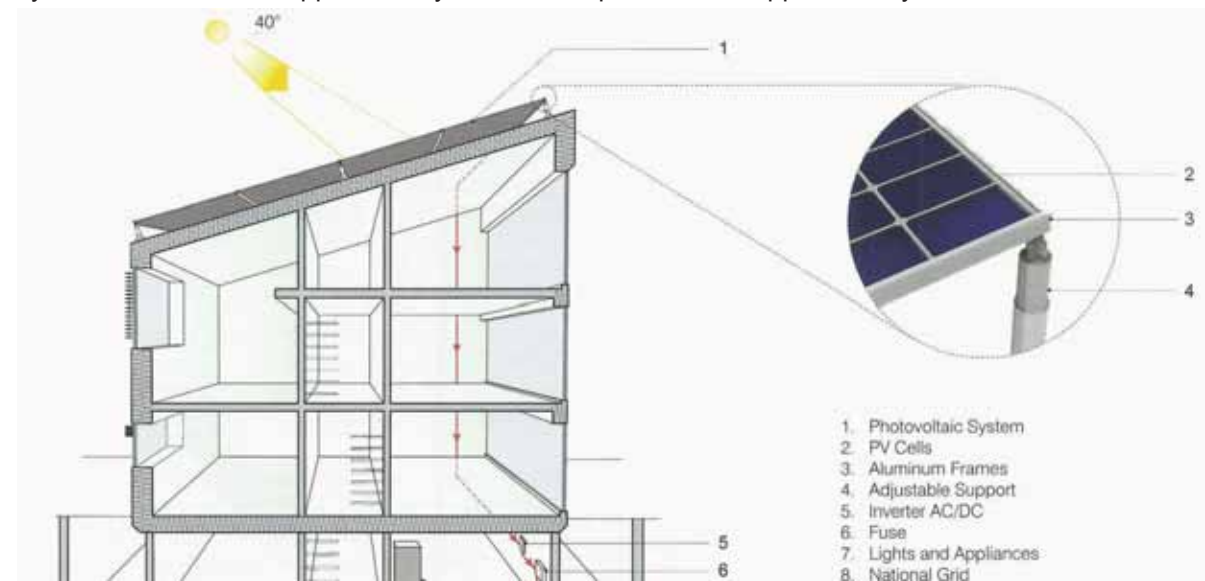 40°
1
2
3
4
1. Photovoltaic System
2. PV Cells
3. Aluminum Frames
4. Adjustable Support
5. Inverter AC/DC
6. Fuse
7. Lights and Appliances
8. National Grid
5
6